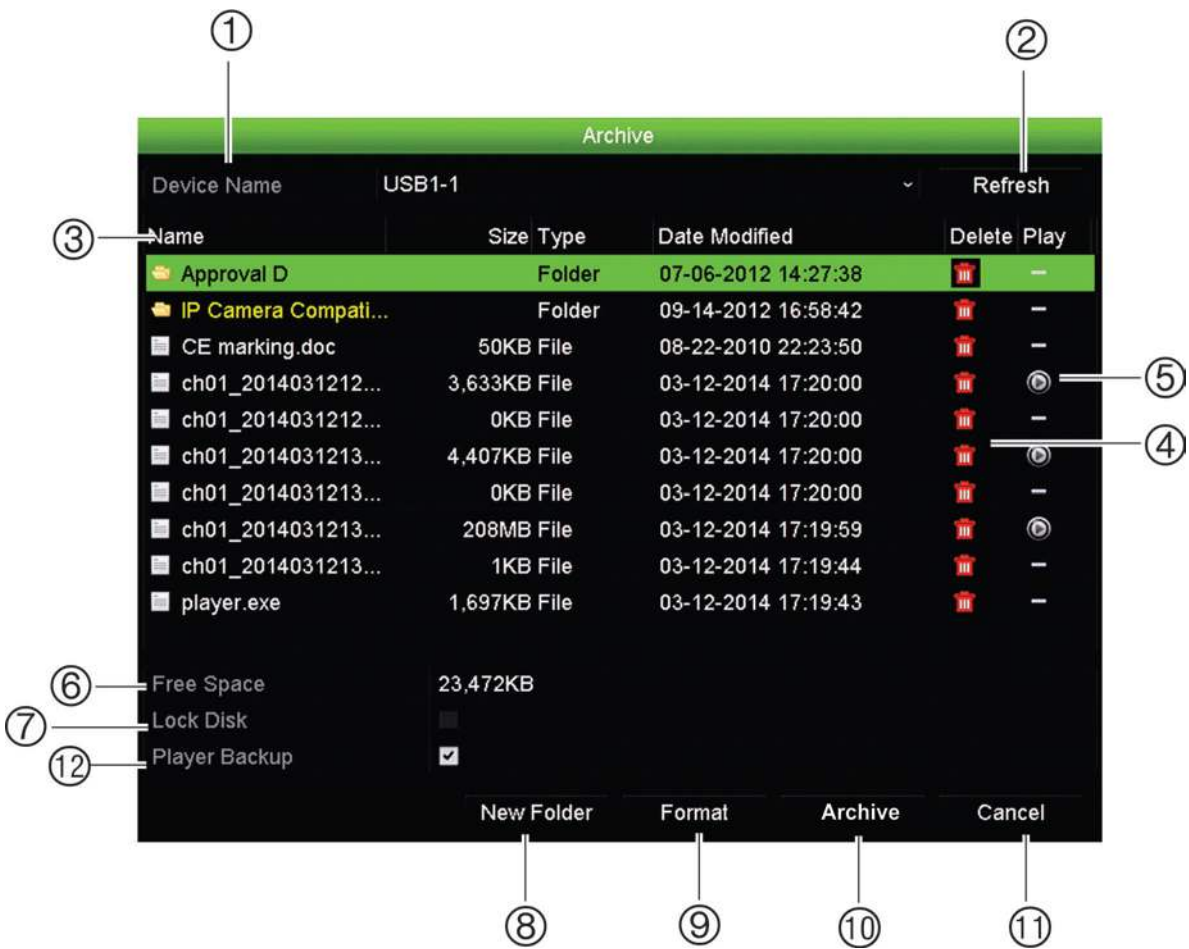 ① ②
Archive
Device Name USB1-1 Refresh
③ Name Size Type Date Modified Delete Play
Approval D Folder 07-06-2012 14:27:38
IP Camera Compati... Folder 09-14-2012 16:58:42
CE marking.doc 50KB File 08-22-2010 22:23:50
ch01_2014031212... 3,633KB File 03-12-2014 17:20:00 ⑤
ch01_2014031212... 0KB File 03-12-2014 17:20:00
ch01_2014031213... 4,407KB File 03-12-2014 17:20:00 ④
ch01_2014031213... 0KB File 03-12-2014 17:20:00
ch01_2014031213... 208MB File 03-12-2014 17:19:59
ch01_2014031213... 1KB File 03-12-2014 17:19:44
player.exe 1,697KB File 03-12-2014 17:19:43
⑥ Free Space 23,472KB
⑦ Lock Disk
⑫ Player Backup
New Folder Format Archive Cancel
⑧ ⑨ ⑩ ⑪